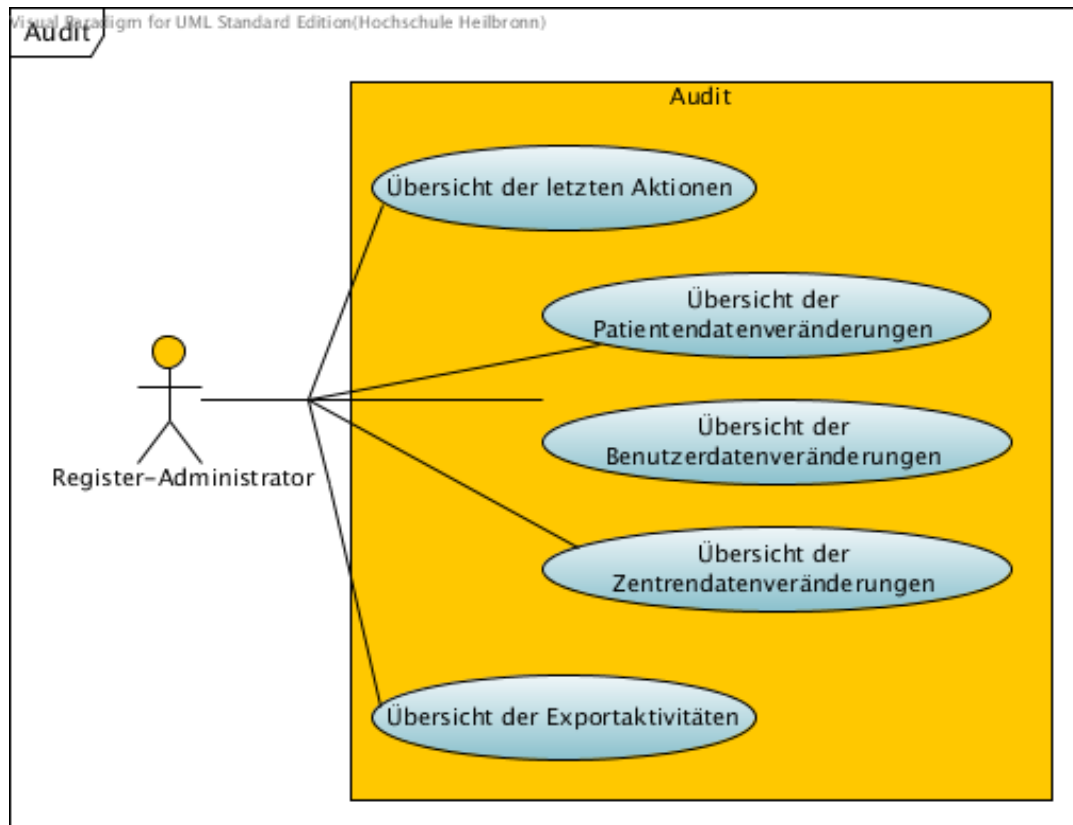 Visual Paradigm for UML Standard Edition(Hochschule Heilbronn)
Audit
Audit
Übersicht der letzten Aktionen
Übersicht der
Patientendatenveränderungen
Übersicht der
Benutzerdatenveränderungen
Register-Administrator
Übersicht der
Zentrendatenveränderungen
Übersicht der Exportaktivitäten